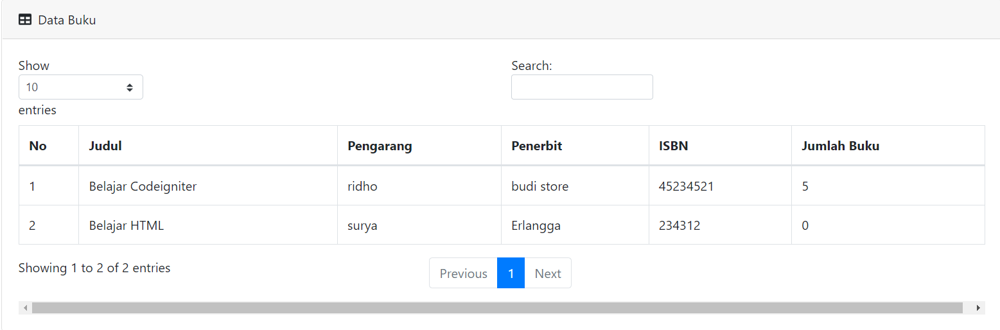 Data Buku
Show
Search:
10
entries
No Judul Pengarang Penerbit ISBN Jumlah Buku
1 Belajar Codeigniter ridho budi store 45234521 5
2 Belajar HTML surya Erlangga 234312 0
Showing 1 to 2 of 2 entries
Previous 1 Next